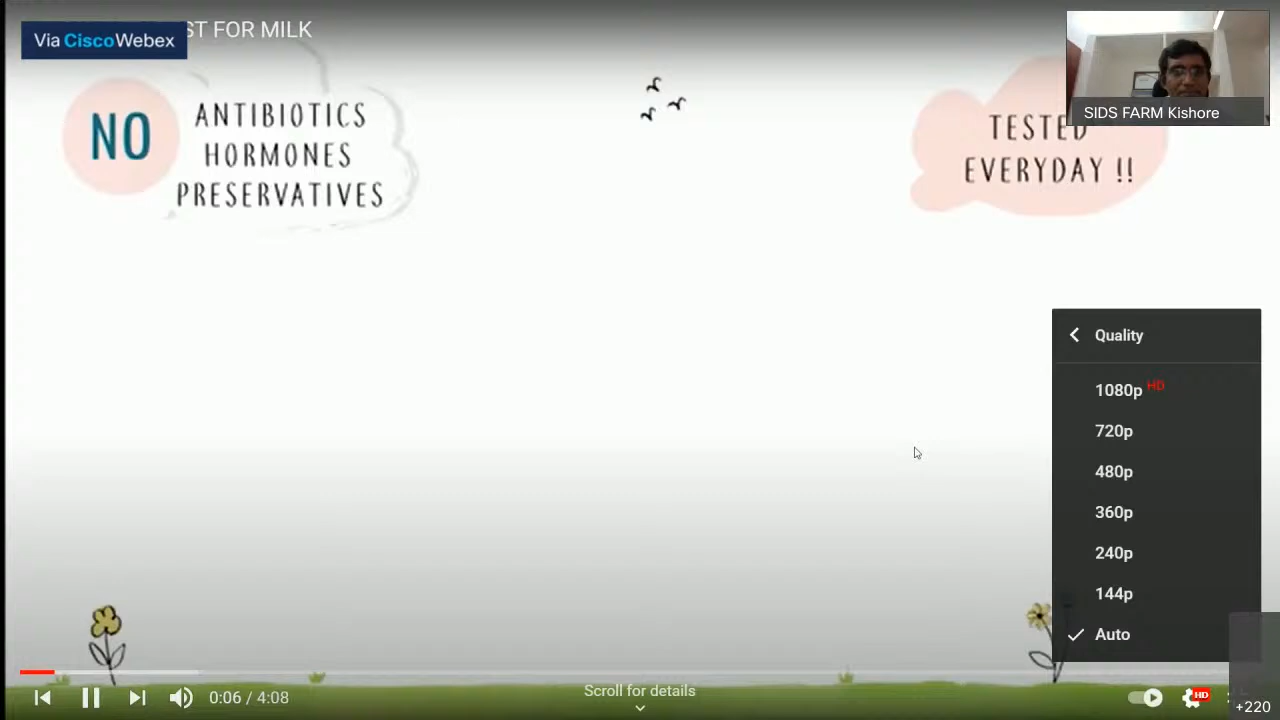 ST FOR MILK
Via CiscoWebex
NO
ANTIBIOTICS
HORMONES
PRESERVATIVES
TESTED
EVERYDAY !!
SIDS FARM Kishore
Quality
1080p HD
720p
480p
360p
240p
144p
Auto
0:06 / 4:08
Scroll for details
HD
+220